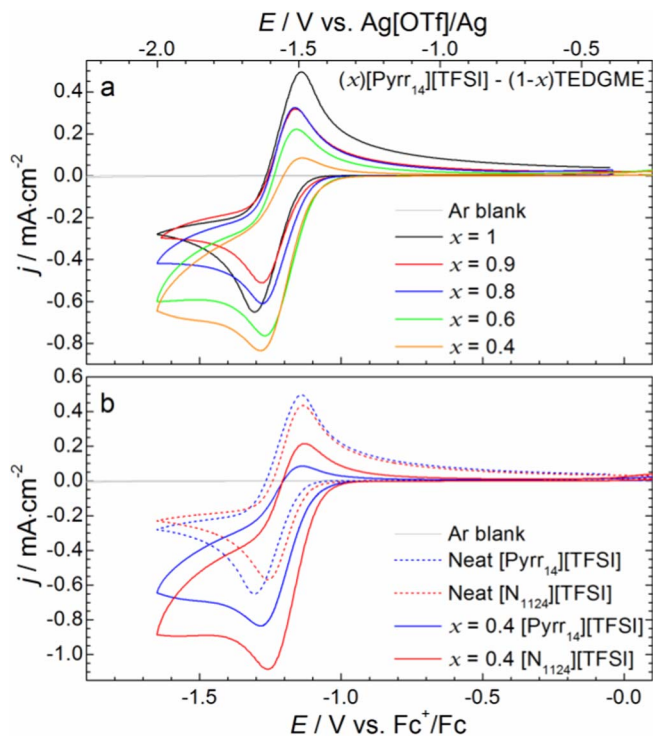 E / V vs. Ag[OTf]/Ag
-2.0 -1.5 -1.0 -0.5
a (x)[Pyrr₁₄][TFSI] - (1-x)TEDGME
0.4
0.2
0.0
-0.2
-0.4
-0.6
-0.8
j / mA·cm⁻²
Ar blank
x = 1
x = 0.9
x = 0.8
x = 0.6
x = 0.4
b
0.6
0.4
0.2
0.0
-0.2
-0.4
-0.6
-0.8
-1.0
j / mA·cm⁻²
Ar blank
Neat [Pyrr₁₄][TFSI]
Neat [N₁₁₂₄][TFSI]
x = 0.4 [Pyrr₁₄][TFSI]
x = 0.4 [N₁₁₂₄][TFSI]
-1.5 -1.0 -0.5 -0.0
E / V vs. Fc⁺/Fc